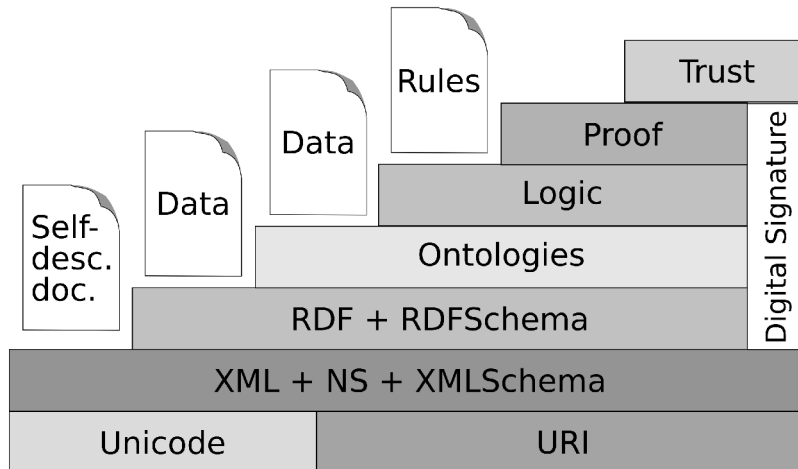 Rules
Trust
Data
Proof
Data
Logic
Self-
desc.
doc.
Ontologies
Digital Signature
RDF + RDFSchema
XML + NS + XMLSchema
Unicode
URI